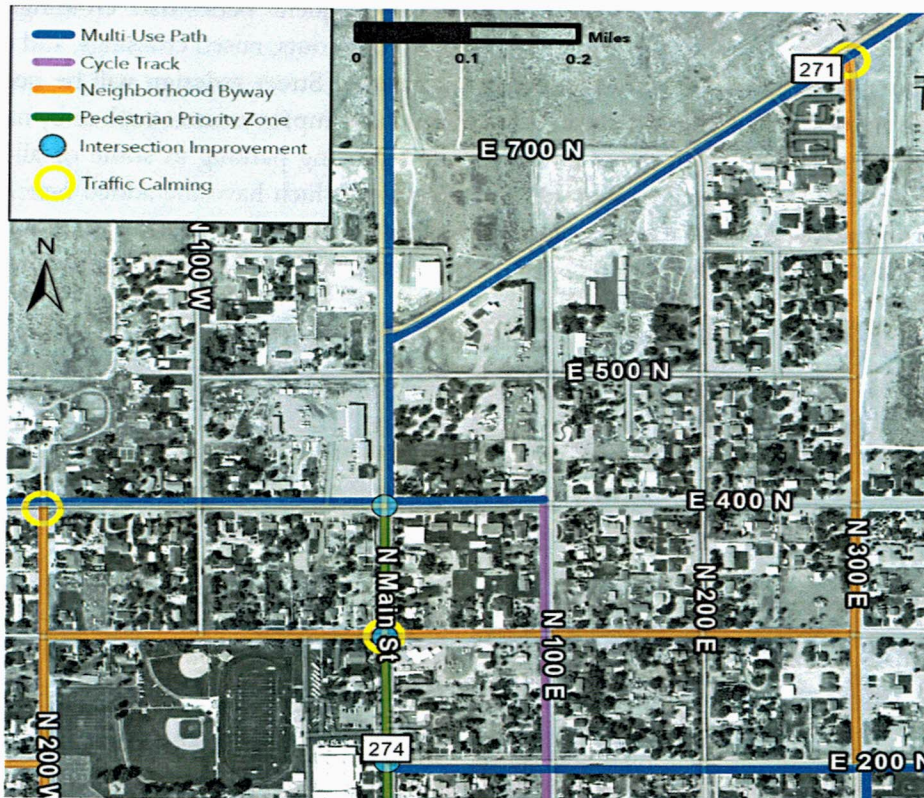 Multi-Use Path
Cycle Track
Neighborhood Byway
Pedestrian Priority Zone
Intersection Improvement
Traffic Calming
Miles
0 0.1 0.2
271
E 700 N
N
N 100 W
E 500 N
E 400 N
N Main St
N 100 E
N 200 E
N 300 E
N 200 W
274
E 200 N